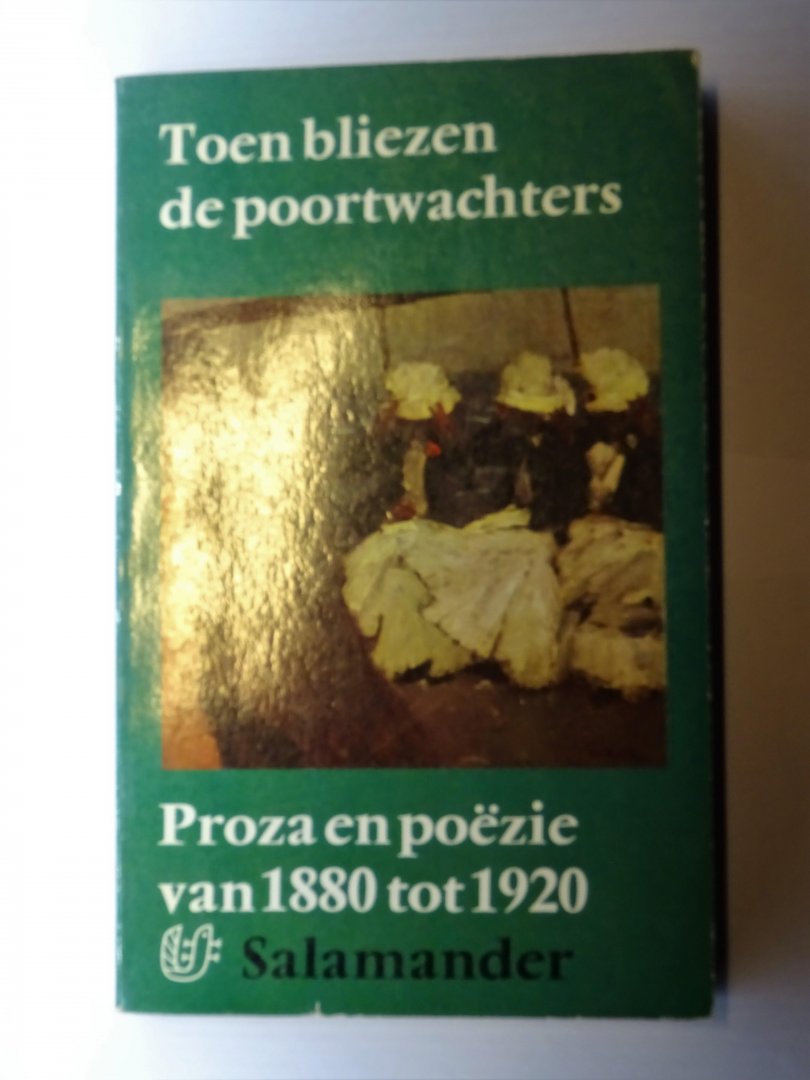 Toen bliezen
de poortwachters
Proza en poëzie
van 1880 tot 1920
Salamander